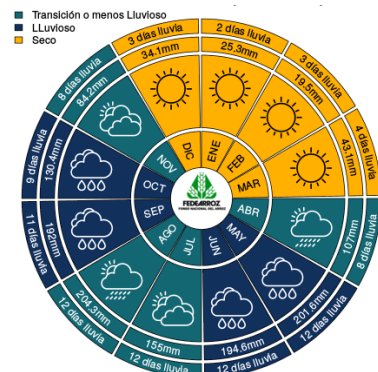 Transición o menos Lluvioso
LLuvioso
Seco
2 días lluvia
25.3mm
ENE
3 días lluvia
19.5mm
FEB
4 días lluvia
43.1mm
MAR
8 días lluvia
107mm
ABR
12 días lluvia
201.6mm
MAY
12 días lluvia
194.6mm
JUN
12 días lluvia
155mm
JUL
12 días lluvia
204.3mm
AGO
11 días lluvia
192mm
SEP
9 días lluvia
130.4mm
OCT
8 días lluvia
84.2mm
NOV
3 días lluvia
34.1mm
DIC
FEDEARROZ